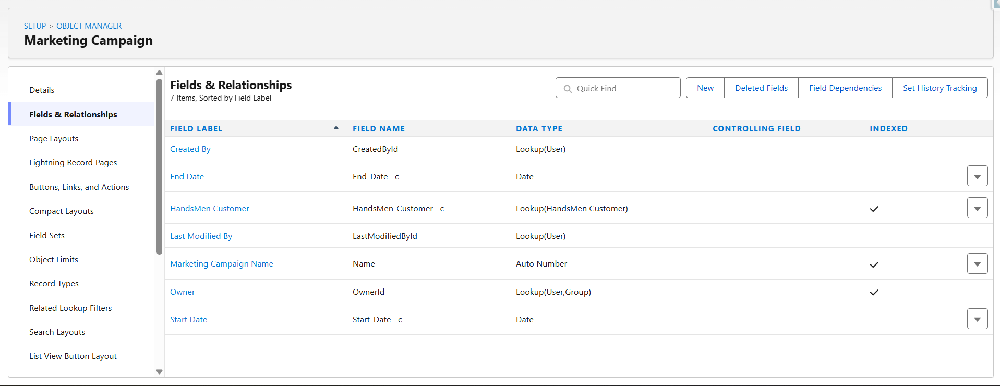 SETUP > OBJECT MANAGER
Marketing Campaign
Details
Fields & Relationships
Page Layouts
Lightning Record Pages
Buttons, Links, and Actions
Compact Layouts
Field Sets
Object Limits
Record Types
Related Lookup Filters
Search Layouts
List View Button Layout
Fields & Relationships
7 Items, Sorted by Field Label
Quick Find
New
Deleted Fields
Field Dependencies
Set History Tracking
FIELD LABEL FIELD NAME DATA TYPE CONTROLLING FIELD INDEXED
Created By CreatedById Lookup(User)
End Date End_Date__c Date
HandsMen Customer HandsMen_Customer__c Lookup(HandsMen Customer)
Last Modified By LastModifiedById Lookup(User)
Marketing Campaign Name Name Auto Number
Owner OwnerId Lookup(User,Group)
Start Date Start_Date__c Date